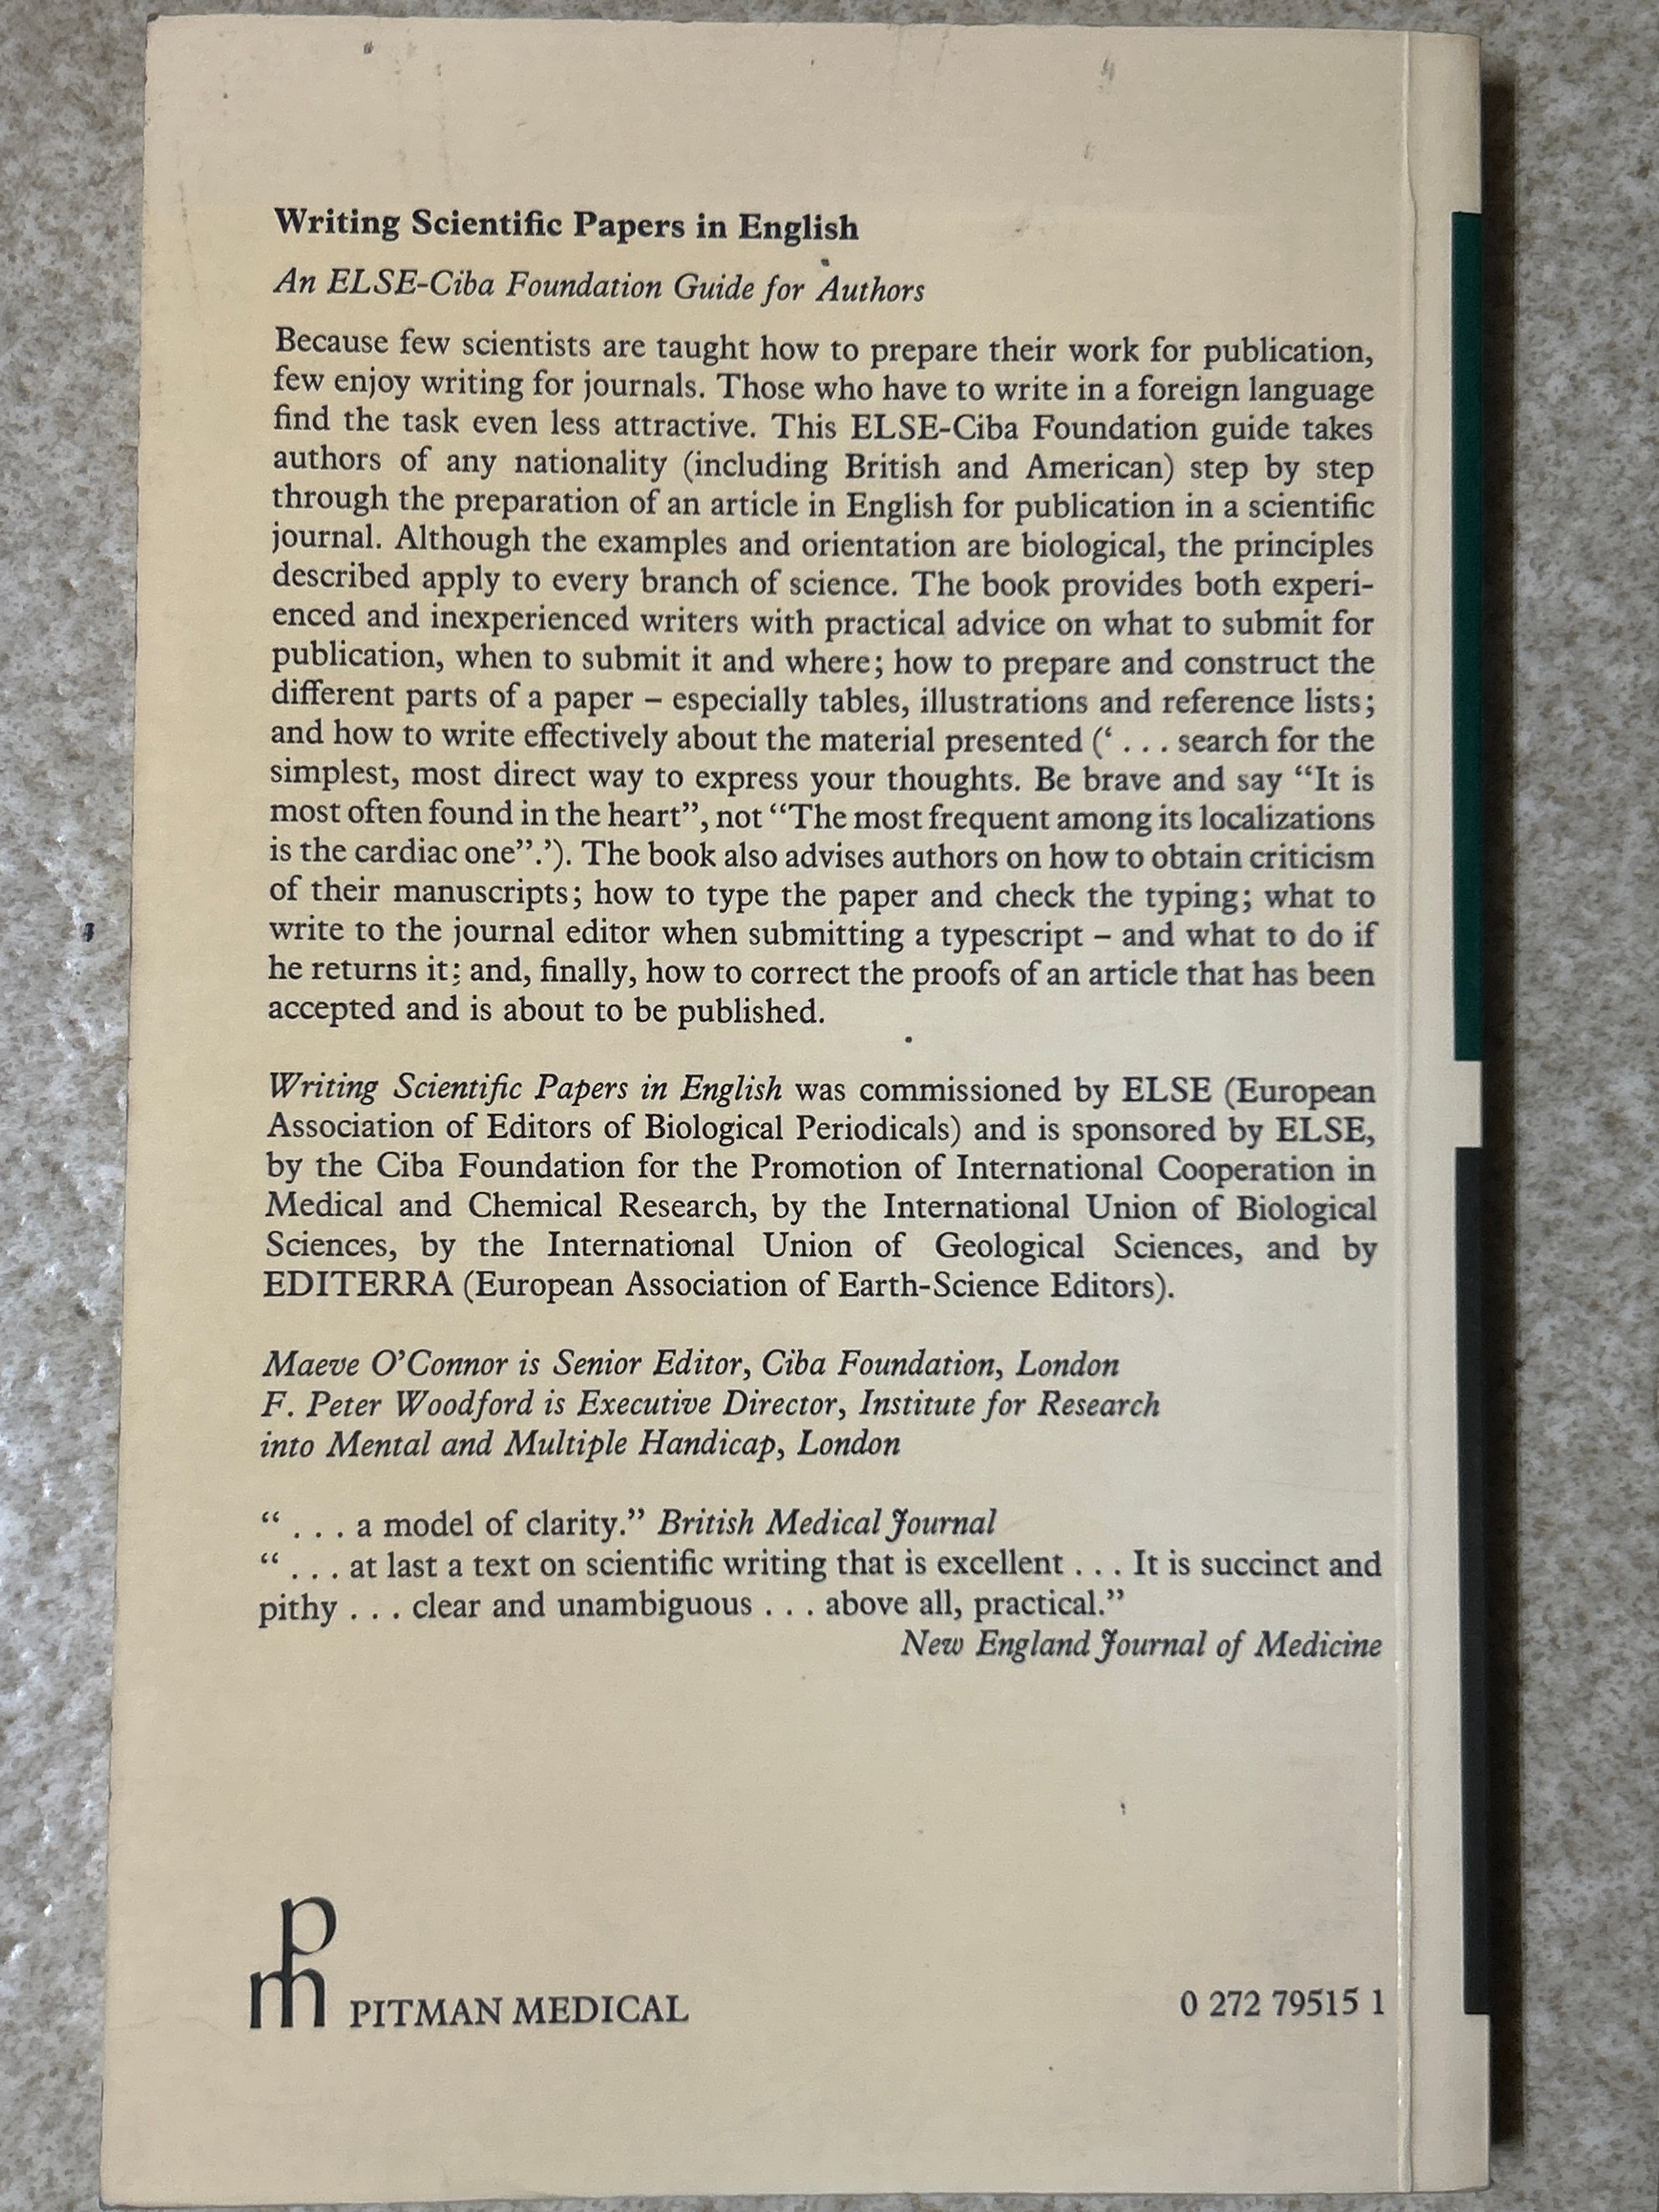 Writing Scientific Papers in English
An ELSE-Ciba Foundation Guide for Authors
Because few scientists are taught how to prepare their work for publication,
few enjoy writing for journals. Those who have to write in a foreign language
find the task even less attractive. This ELSE-Ciba Foundation guide takes
authors of any nationality (including British and American) step by step
through the preparation of an article in English for publication in a scientific
journal. Although the examples and orientation are biological, the principles
described apply to every branch of science. The book provides both experi-
enced and inexperienced writers with practical advice on what to submit for
publication, when to submit it and where; how to prepare and construct the
different parts of a paper – especially tables, illustrations and reference lists;
and how to write effectively about the material presented (‘ . . . search for the
simplest, most direct way to express your thoughts. Be brave and say “It is
most often found in the heart”, not “The most frequent among its localizations
is the cardiac one”.’). The book also advises authors on how to obtain criticism
of their manuscripts; how to type the paper and check the typing; what to
write to the journal editor when submitting a typescript – and what to do if
he returns it; and, finally, how to correct the proofs of an article that has been
accepted and is about to be published.
Writing Scientific Papers in English was commissioned by ELSE (European
Association of Editors of Biological Periodicals) and is sponsored by ELSE,
by the Ciba Foundation for the Promotion of International Cooperation in
Medical and Chemical Research, by the International Union of Biological
Sciences, by the International Union of Geological Sciences, and by
EDITERRA (European Association of Earth-Science Editors).
Maeve O’Connor is Senior Editor, Ciba Foundation, London
F. Peter Woodford is Executive Director, Institute for Research
into Mental and Multiple Handicap, London
“ . . . a model of clarity.” British Medical Journal
“ . . . at last a text on scientific writing that is excellent . . . It is succinct and
pithy . . . clear and unambiguous . . . above all, practical.”
New England Journal of Medicine
pm PITMAN MEDICAL
0 272 79515 1